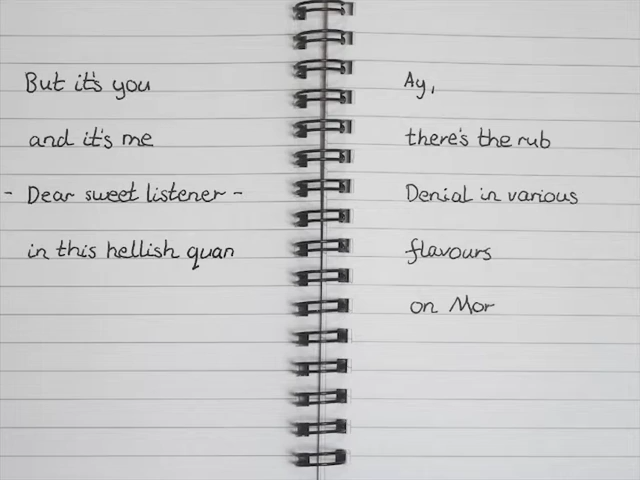 But it's you
and it's me
- Dear sweet listener -
in this hellish quan
Ay,
there's the rub
Denial in various
flavours
on Mor